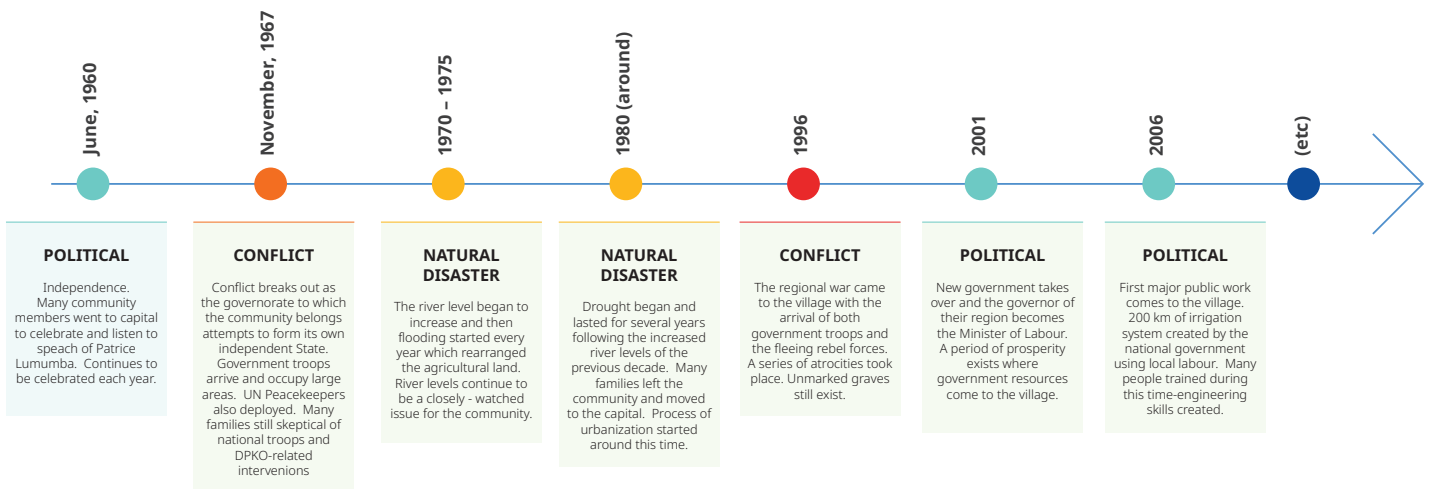 June, 1960
November, 1967
1970 – 1975
1980 (around)
1996
2001
2006
(etc)
POLITICAL
Independence.
Many community
members went to capital
to celebrate and listen to
speach of Patrice
Lumumba.  Continues to
be celebrated each year.
CONFLICT
Conflict breaks out as
the governorate to which
the community belongs
attempts to form its own
independent State.
Government troops
arrive and occupy large
areas.  UN Peacekeepers
also deployed.  Many
families still skeptical of
national troops and
DPKO-related
intervenions
NATURAL
DISASTER
The river level began to
increase and then
flooding started every
year which rearranged
the agricultural land.
River levels continue to
be a closely - watched
issue for the community.
NATURAL
DISASTER
Drought began and
lasted for several years
following the increased
river levels of the
previous decade.  Many
families left the
community and moved
to the capital.  Process of
urbanization started
around this time.
CONFLICT
The regional war came
to the village with the
arrival of both
government troops and
the fleeing rebel forces.
A series of atrocities took
place. Unmarked graves
still exist.
POLITICAL
New government takes
over and the governor of
their region becomes
the Minister of Labour.
A period of prosperity
exists where
government resources
come to the village.
POLITICAL
First major public work
comes to the village.
200 km of irrigation
system created by the
national government
using local labour.  Many
people trained during
this time-engineering
skills created.